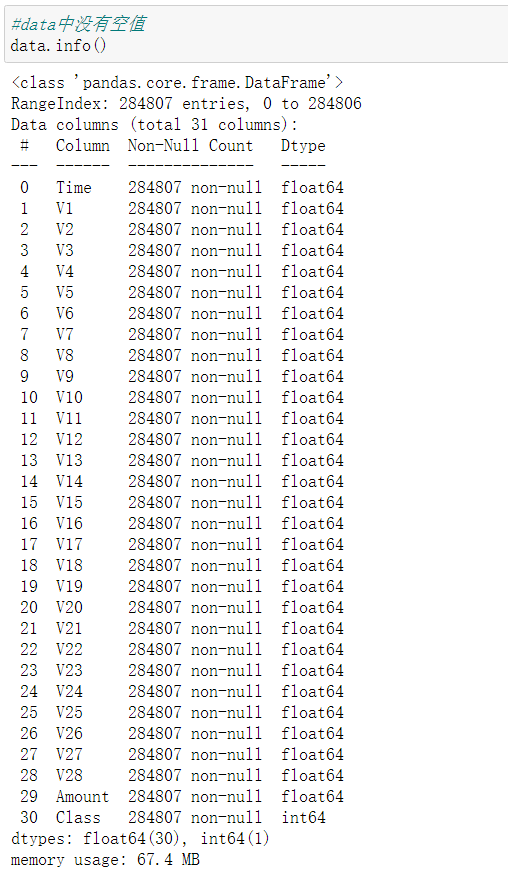 #data中没有空值
data.info()
<class 'pandas.core.frame.DataFrame'>
RangeIndex: 284807 entries, 0 to 284806
Data columns (total 31 columns):
 #   Column  Non-Null Count   Dtype
---  ------  --------------   -----
 0   Time    284807 non-null  float64
 1   V1      284807 non-null  float64
 2   V2      284807 non-null  float64
 3   V3      284807 non-null  float64
 4   V4      284807 non-null  float64
 5   V5      284807 non-null  float64
 6   V6      284807 non-null  float64
 7   V7      284807 non-null  float64
 8   V8      284807 non-null  float64
 9   V9      284807 non-null  float64
 10  V10     284807 non-null  float64
 11  V11     284807 non-null  float64
 12  V12     284807 non-null  float64
 13  V13     284807 non-null  float64
 14  V14     284807 non-null  float64
 15  V15     284807 non-null  float64
 16  V16     284807 non-null  float64
 17  V17     284807 non-null  float64
 18  V18     284807 non-null  float64
 19  V19     284807 non-null  float64
 20  V20     284807 non-null  float64
 21  V21     284807 non-null  float64
 22  V22     284807 non-null  float64
 23  V23     284807 non-null  float64
 24  V24     284807 non-null  float64
 25  V25     284807 non-null  float64
 26  V26     284807 non-null  float64
 27  V27     284807 non-null  float64
 28  V28     284807 non-null  float64
 29  Amount  284807 non-null  float64
 30  Class   284807 non-null  int64
dtypes: float64(30), int64(1)
memory usage: 67.4 MB